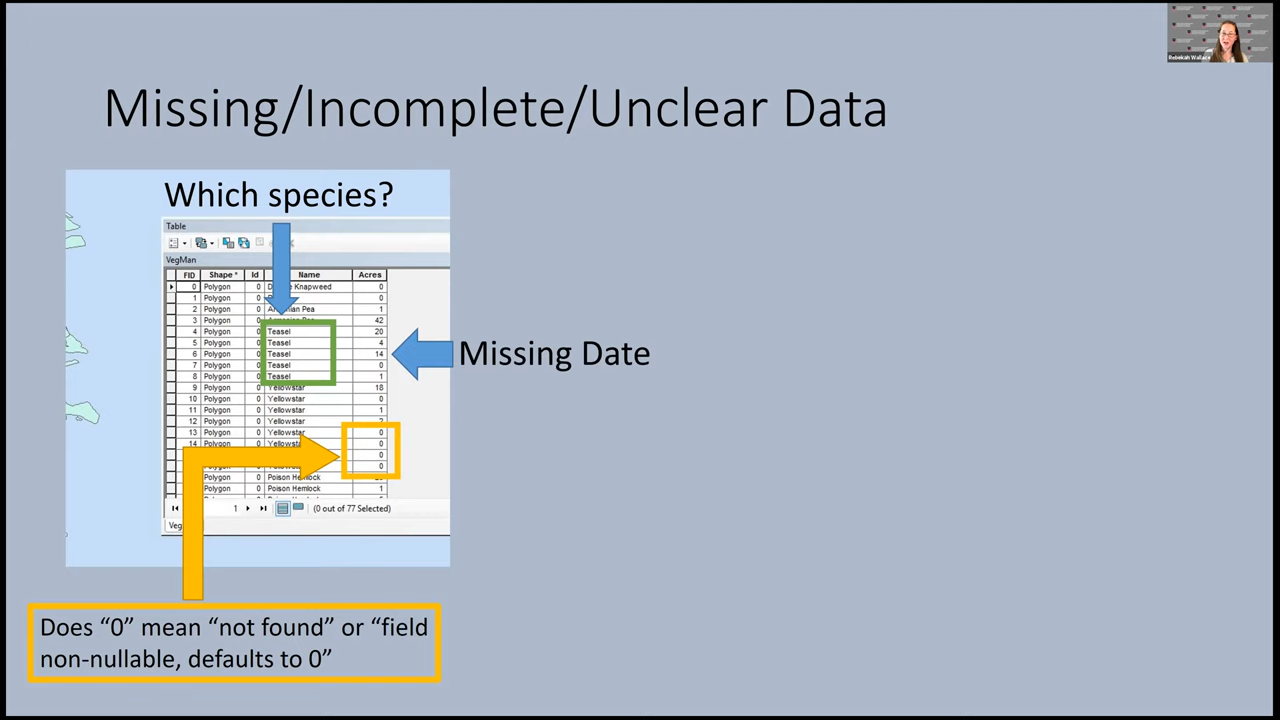 Rebekah Wallace
Missing/Incomplete/Unclear Data
Which species?
Table
VegMan
FID Shape * Id Name Acres
0 Polygon 0 Knapweed 0
1 Polygon 0 0
2 Polygon 0 Pea 1
3 Polygon 0 42
4 Polygon 0 Teasel 20
5 Polygon 0 Teasel 4
6 Polygon 0 Teasel 14
7 Polygon 0 Teasel 0
8 Polygon 0 Teasel 1
9 Polygon 0 Yellowstar 18
10 Polygon 0 Yellowstar 0
11 Polygon 0 Yellowstar 1
12 Polygon 0 Yellowstar 2
13 Polygon 0 Yellowstar 0
14 Polygon 0 0
0
0
Polygon 0 Poison Hemlock
Polygon 0 Poison Hemlock 1
1 (0 out of 77 Selected)
Missing Date
Does “0” mean “not found” or “field
non-nullable, defaults to 0”